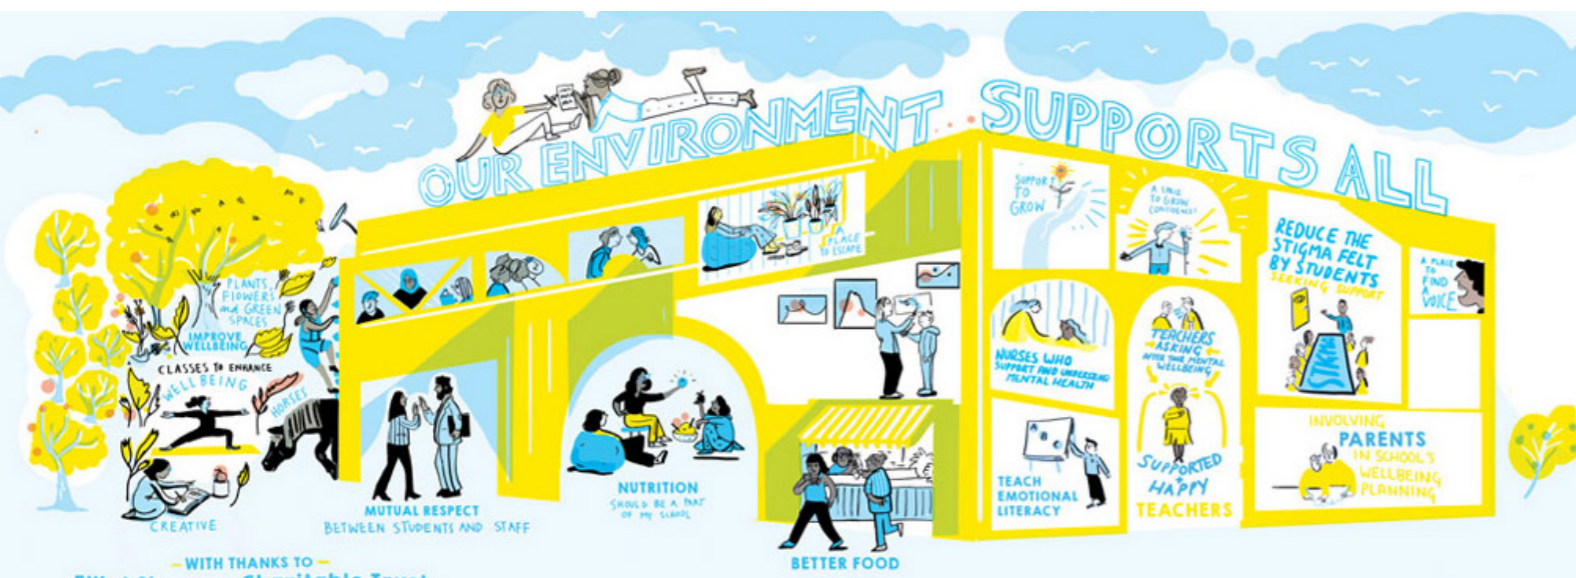 OUR ENVIRONMENT SUPPORTS ALL
PLANTS,
FLOWERS
and GREEN
SPACES
IMPROVE
WELLBEING
CLASSES TO ENHANCE
WELLBEING
HORSES
CREATIVE
MUTUAL RESPECT
BETWEEN STUDENTS AND STAFF
NUTRITION
SHOULD BE A PART
OF MY SCHOOL
BETTER FOOD
A
PLACE
TO ESCAPE
SUPPORT
TO
GROW
A SPACE
TO GROW
CONFIDENCE!
NURSES WHO
SUPPORT AND UNDERSTAND
MENTAL HEALTH
TEACHERS
ASKING
AFTER YOUR MENTAL
WELLBEING
TEACH
EMOTIONAL
LITERACY
SUPPORTED
+
HAPPY
TEACHERS
REDUCE THE
STIGMA FELT
BY STUDENTS
SEEKING SUPPORT
A PLACE
TO
FIND
A
VOICE
INVOLVING
PARENTS
IN SCHOOL'S
WELLBEING
PLANNING
– WITH THANKS TO –
Charitable Trust